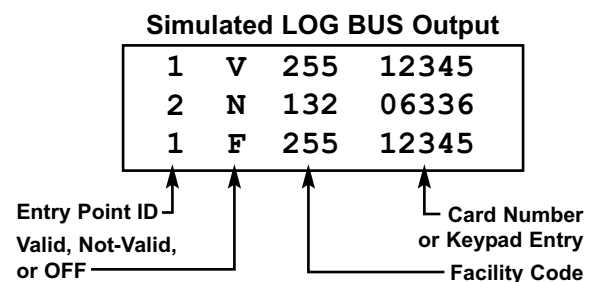 Simulated LOG BUS Output
1 V 255 12345
2 N 132 06336
1 F 255 12345
Entry Point ID
Valid, Not-Valid,
or OFF
Card Number
or Keypad Entry
Facility Code